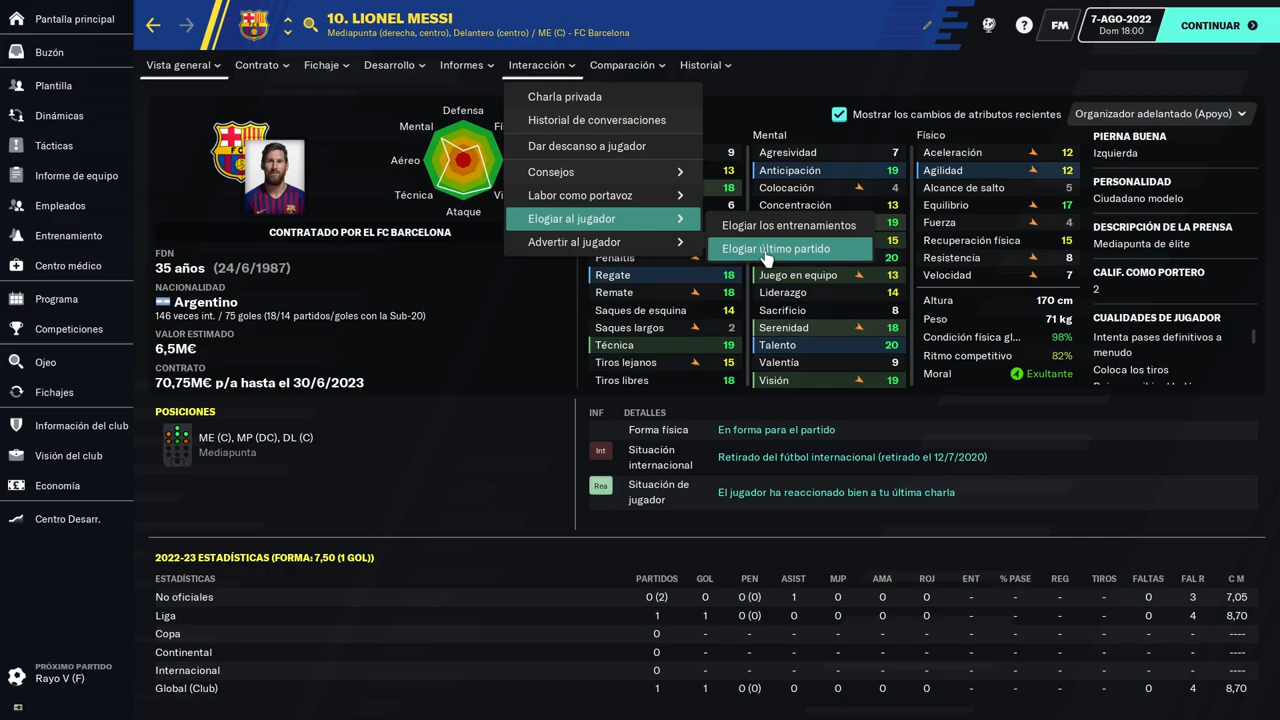 Pantalla principal
Buzón
Plantilla
Dinámicas
Tácticas
Informe de equipo
Empleados
Entrenamiento
Centro médico
Programa
Competiciones
Ojeo
Fichajes
Información del club
Visión del club
Economía
Centro Desarr.
PRÓXIMO PARTIDO
Rayo V (F)
10. LIONEL MESSI
Mediapunta (derecha, centro), Delantero (centro) / ME (C) - FC Barcelona
FM
7-AGO-2022
Dom 18:00
CONTINUAR
Vista general
Contrato
Fichaje
Desarrollo
Informes
Interacción
Comparación
Historial
Charla privada
Historial de conversaciones
Dar descanso a jugador
Consejos
Labor como portavoz
Elogiar al jugador
Advertir al jugador
Elogiar los entrenamientos
Elogiar último partido
Mostrar los cambios de atributos recientes
Organizador adelantado (Apoyo)
Defensa
Mental
Aéreo
Técnica
Ataque
CONTRATADO POR EL FC BARCELONA
FDN
35 años (24/6/1987)
NACIONALIDAD
Argentino
146 veces int. / 75 goles (18/14 partidos/goles con la Sub-20)
VALOR ESTIMADO
6,5M€
CONTRATO
70,75M€ p/a hasta el 30/6/2023
9
13
18
6
Penaltis
Regate 18
Remate 18
Saques de esquina 14
Saques largos 2
Técnica 19
Tiros lejanos 15
Tiros libres 18
Mental
Agresividad 7
Anticipación 19
Colocación 4
Concentración 13
19
15
20
Juego en equipo 13
Liderazgo 14
Sacrificio 8
Serenidad 18
Talento 20
Valentía 9
Visión 19
Físico
Aceleración 12
Agilidad 12
Alcance de salto 5
Equilibrio 17
Fuerza 4
Recuperación física 15
Resistencia 8
Velocidad 7
Altura 170 cm
Peso 71 kg
Condición física gl... 98%
Ritmo competitivo 82%
Moral Exultante
PIERNA BUENA
Izquierda
PERSONALIDAD
Ciudadano modelo
DESCRIPCIÓN DE LA PRENSA
Mediapunta de élite
CALIF. COMO PORTERO
2
CUALIDADES DE JUGADOR
Intenta pases definitivos a
menudo
Coloca los tiros
POSICIONES
ME (C), MP (DC), DL (C)
Mediapunta
INF DETALLES
Forma física En forma para el partido
Int Situación internacional Retirado del fútbol internacional (retirado el 12/7/2020)
Rea Situación de jugador El jugador ha reaccionado bien a tu última charla
2022-23 ESTADÍSTICAS (FORMA: 7,50 (1 GOL))
ESTADÍSTICAS PARTIDOS GOL PEN ASIST MJP AMA ROJ ENT % PASE REG TIROS FALTAS FAL R C M
No oficiales 0 (2) 0 0 (0) 1 0 0 0 - - - - 0 3 7,05
Liga 1 1 0 (0) 0 0 0 0 - - - - 0 4 8,70
Copa 0 - - - - - - - - - - - - ----
Continental 0 - - - - - - - - - - - - ----
Internacional 0 - - - - - - - - - - - - ----
Global (Club) 1 1 0 (0) 0 0 0 0 - - - - 0 4 8,70